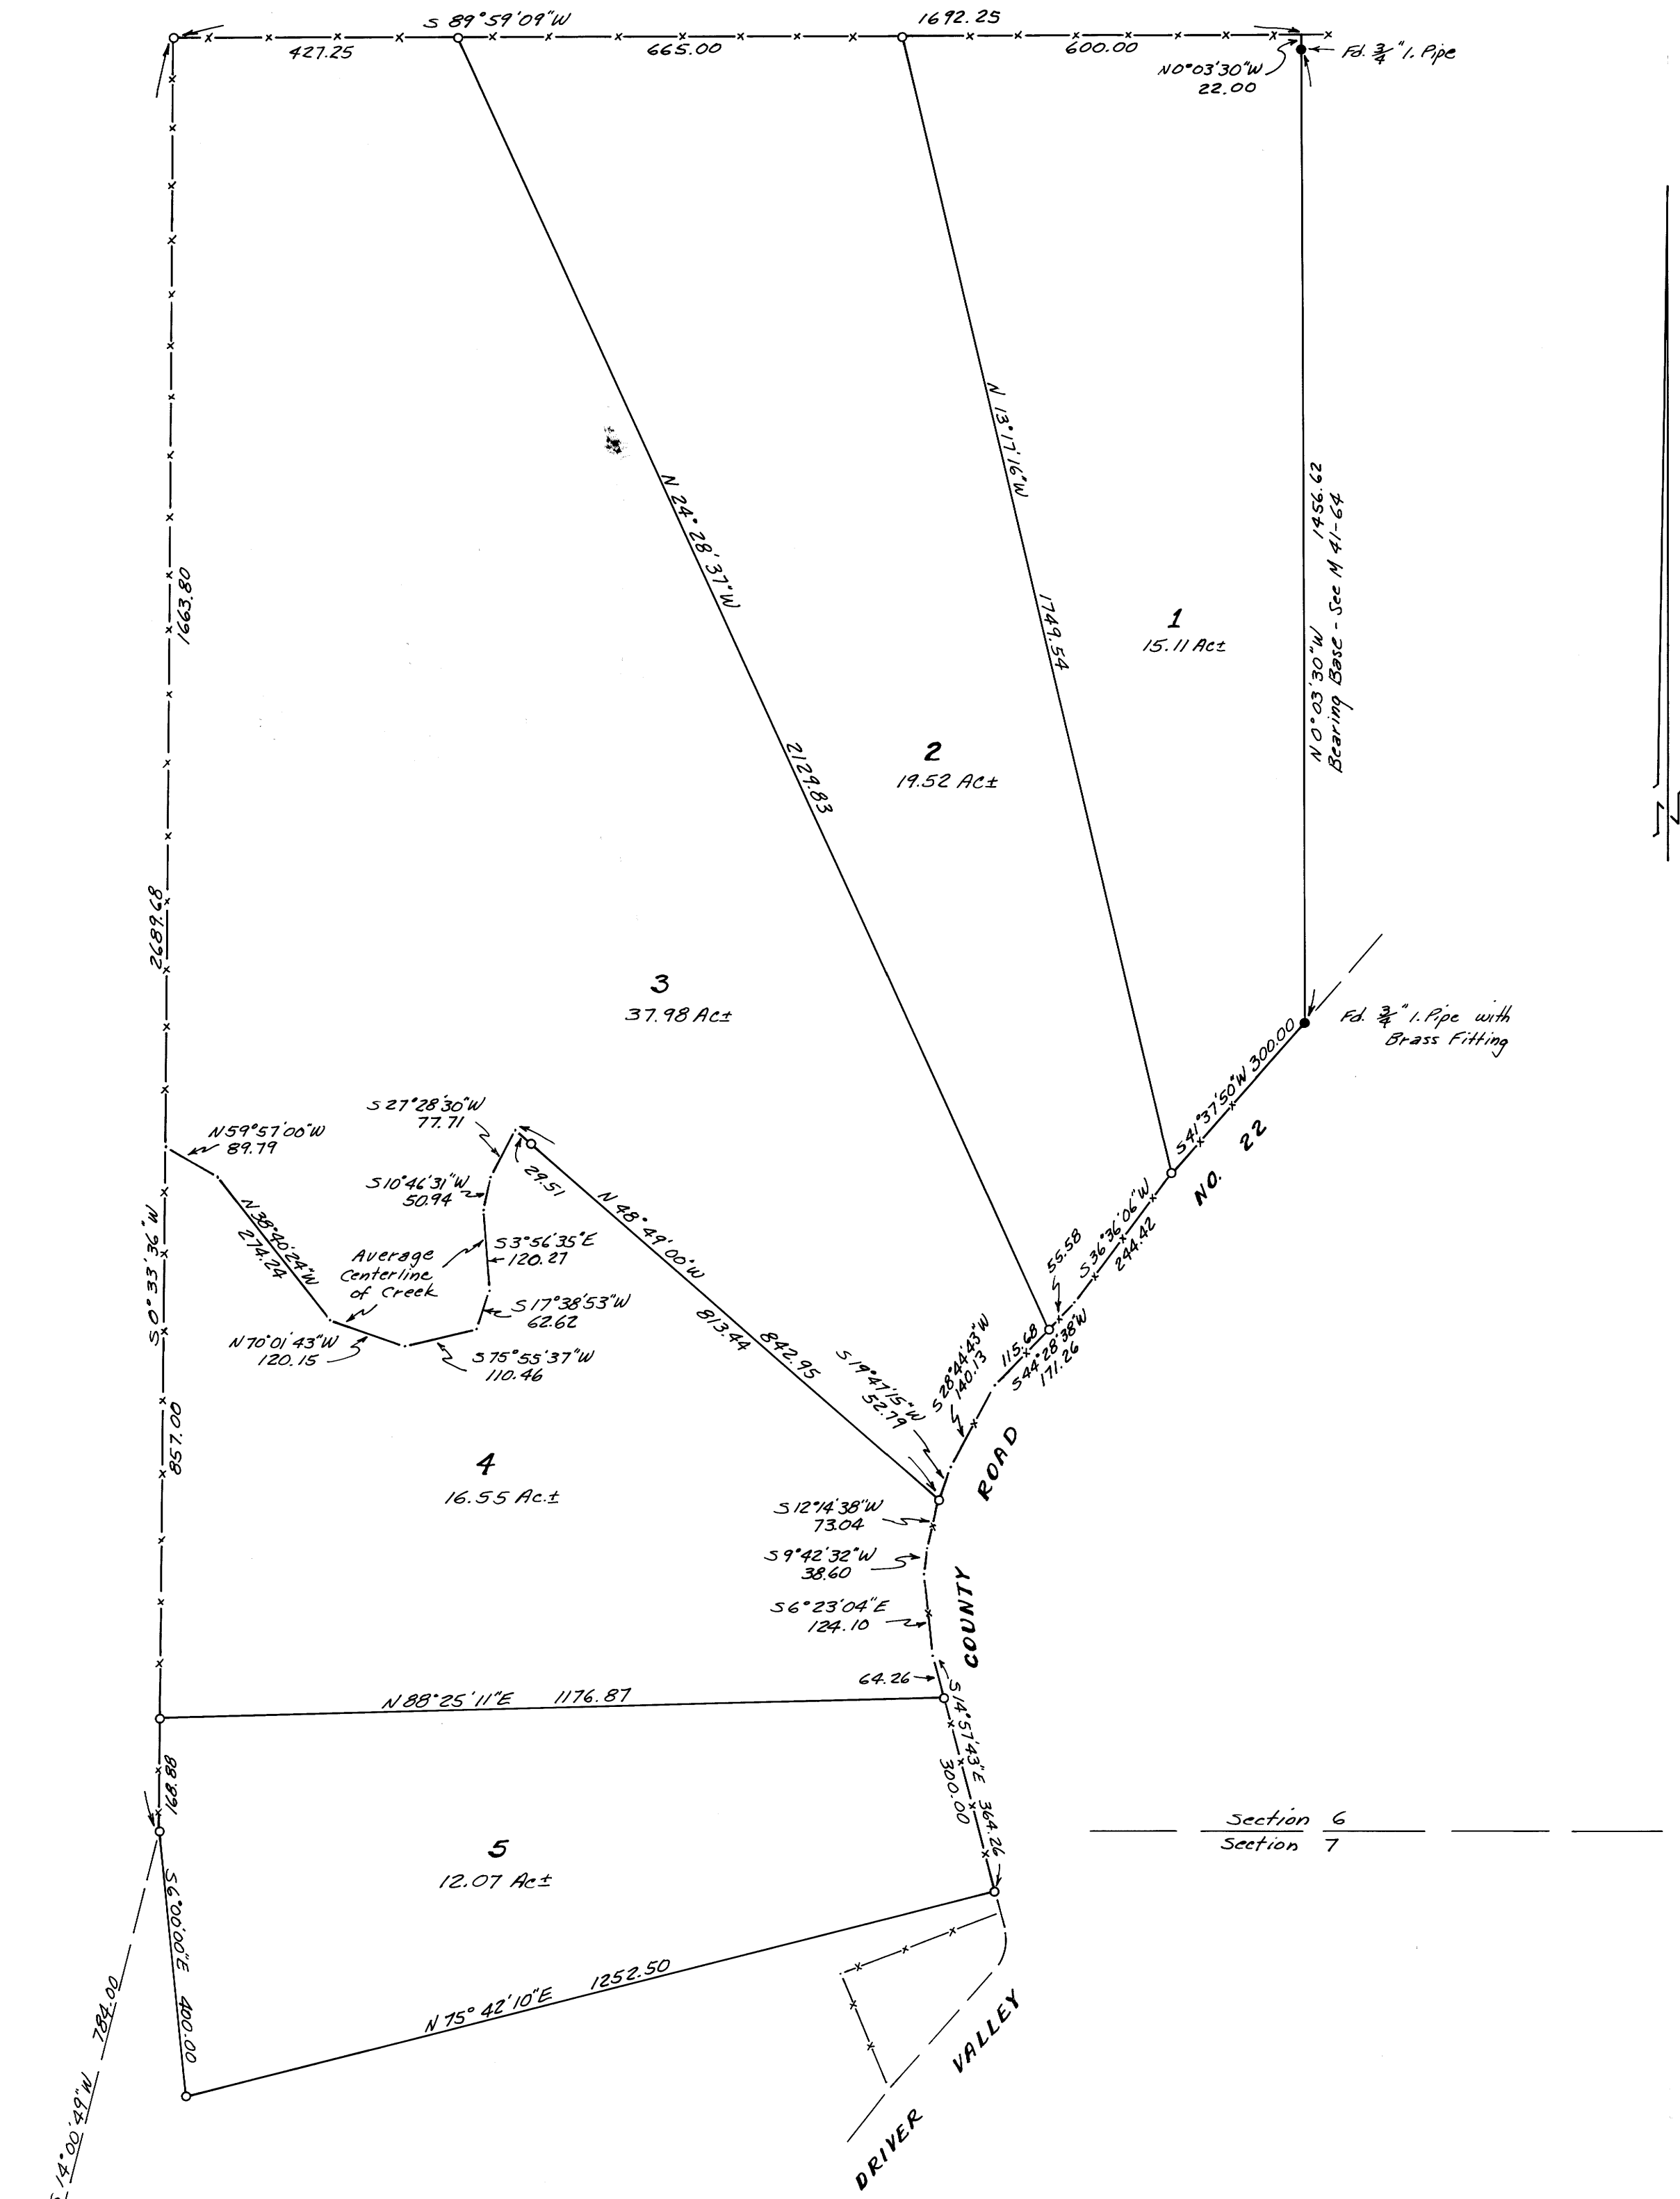 S 89°59'09"W
1692.25
427.25
665.00
600.00
Fd. 3/4" I. Pipe
N0°03'30"W
22.00
N 13°17'16"W
1749.54
N 24°28'37"W
2129.83
N 0°03'30"W 1456.62
Bearing Base - See M 41-64
1663.80
1
15.11 Ac±
2
19.52 Ac±
2689.68
3
37.98 Ac±
Fd. 3/4" I. Pipe with
Brass Fitting
S41°37'50"W 300.00
NO. 22
S 27°28'30"W
77.71
N59°57'00"W
89.79
29.51
S10°46'31"W
50.94
N 48°49'00"W
813.44
842.95
N38°40'24"W
274.24
Average
Centerline
of Creek
S3°56'35"E
120.27
S17°38'53"W
62.62
S 0°33'36"W
N70°01'43"W
120.15
S75°55'37"W
110.46
S36°36'06"W
244.42
55.58
115.68
S44°28'38"W
171.26
S28°44'43"W
140.13
S19°47'15"W
52.79
857.00
4
16.55 Ac.±
ROAD
S12°14'38"W
73.04
S9°42'32"W
38.60
S6°23'04"E
124.10
COUNTY
64.26
N88°25'11"E 1176.87
S14°57'43"E 364.26
300.00
168.88
Section 6
Section 7
5
12.07 Ac±
S6°00'00"E 400.00
N 75°42'10"E 1252.50
S 14°00'49"W 784.00
VALLEY
DRIVER